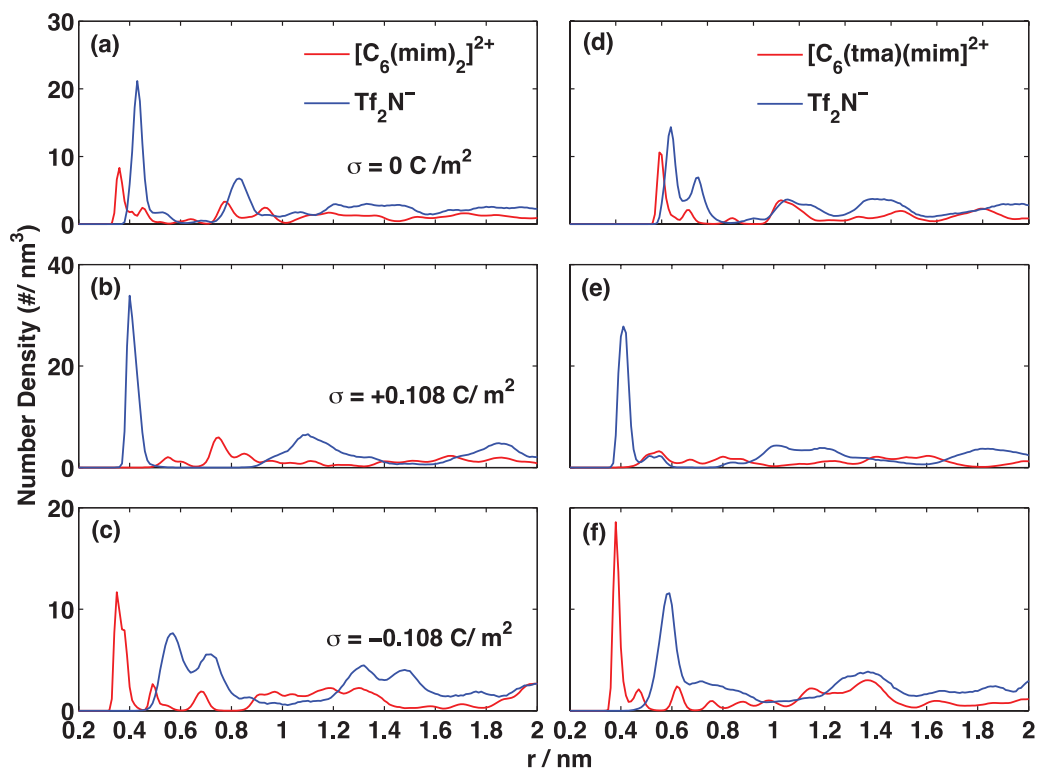 30
(a)
[C₆(mim)₂]²⁺
Tf₂N⁻
σ = 0 C /m²
20
10
0
(d)
[C₆(tma)(mim]²⁺
Tf₂N⁻
40
(b)
σ = +0.108 C/ m²
20
0
(e)
Number Density (#/ nm³)
20
(c)
σ = −0.108 C/ m²
10
0
(f)
0.2 0.4 0.6 0.8 1 1.2 1.4 1.6 1.8 2
0.2 0.4 0.6 0.8 1 1.2 1.4 1.6 1.8 2
r / nm